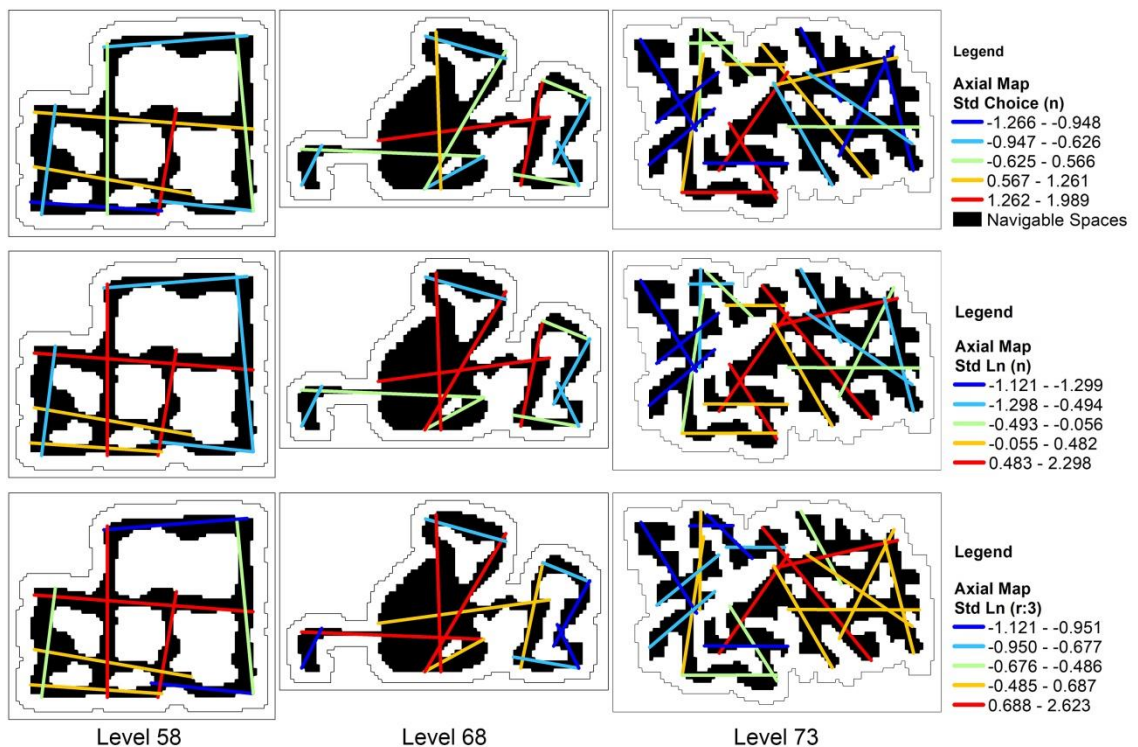 Legend
Axial Map
Std Choice (n)
-1.266 - -0.948
-0.947 - -0.626
-0.625 - 0.566
0.567 - 1.261
1.262 - 1.989
Navigable Spaces
Legend
Axial Map
Std Ln (n)
-1.121 - -1.299
-1.298 - -0.494
-0.493 - -0.056
-0.055 - 0.482
0.483 - 2.298
Legend
Axial Map
Std Ln (r:3)
-1.121 - -0.951
-0.950 - -0.677
-0.676 - -0.486
-0.485 - 0.687
0.688 - 2.623
Level 58
Level 68
Level 73